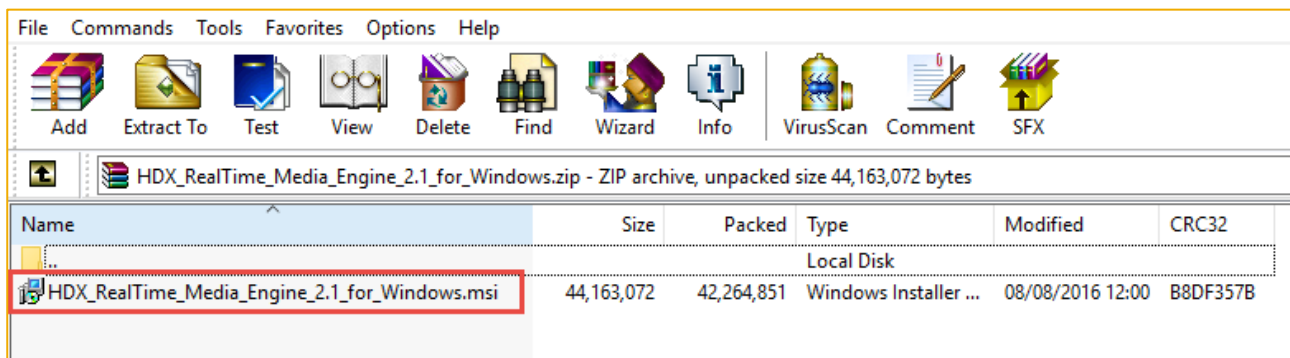 File Commands Tools Favorites Options Help
Add Extract To Test View Delete Find Wizard Info VirusScan Comment SFX
HDX_RealTime_Media_Engine_2.1_for_Windows.zip - ZIP archive, unpacked size 44,163,072 bytes
Name Size Packed Type Modified CRC32
.. Local Disk
HDX_RealTime_Media_Engine_2.1_for_Windows.msi 44,163,072 42,264,851 Windows Installer ... 08/08/2016 12:00 B8DF357B